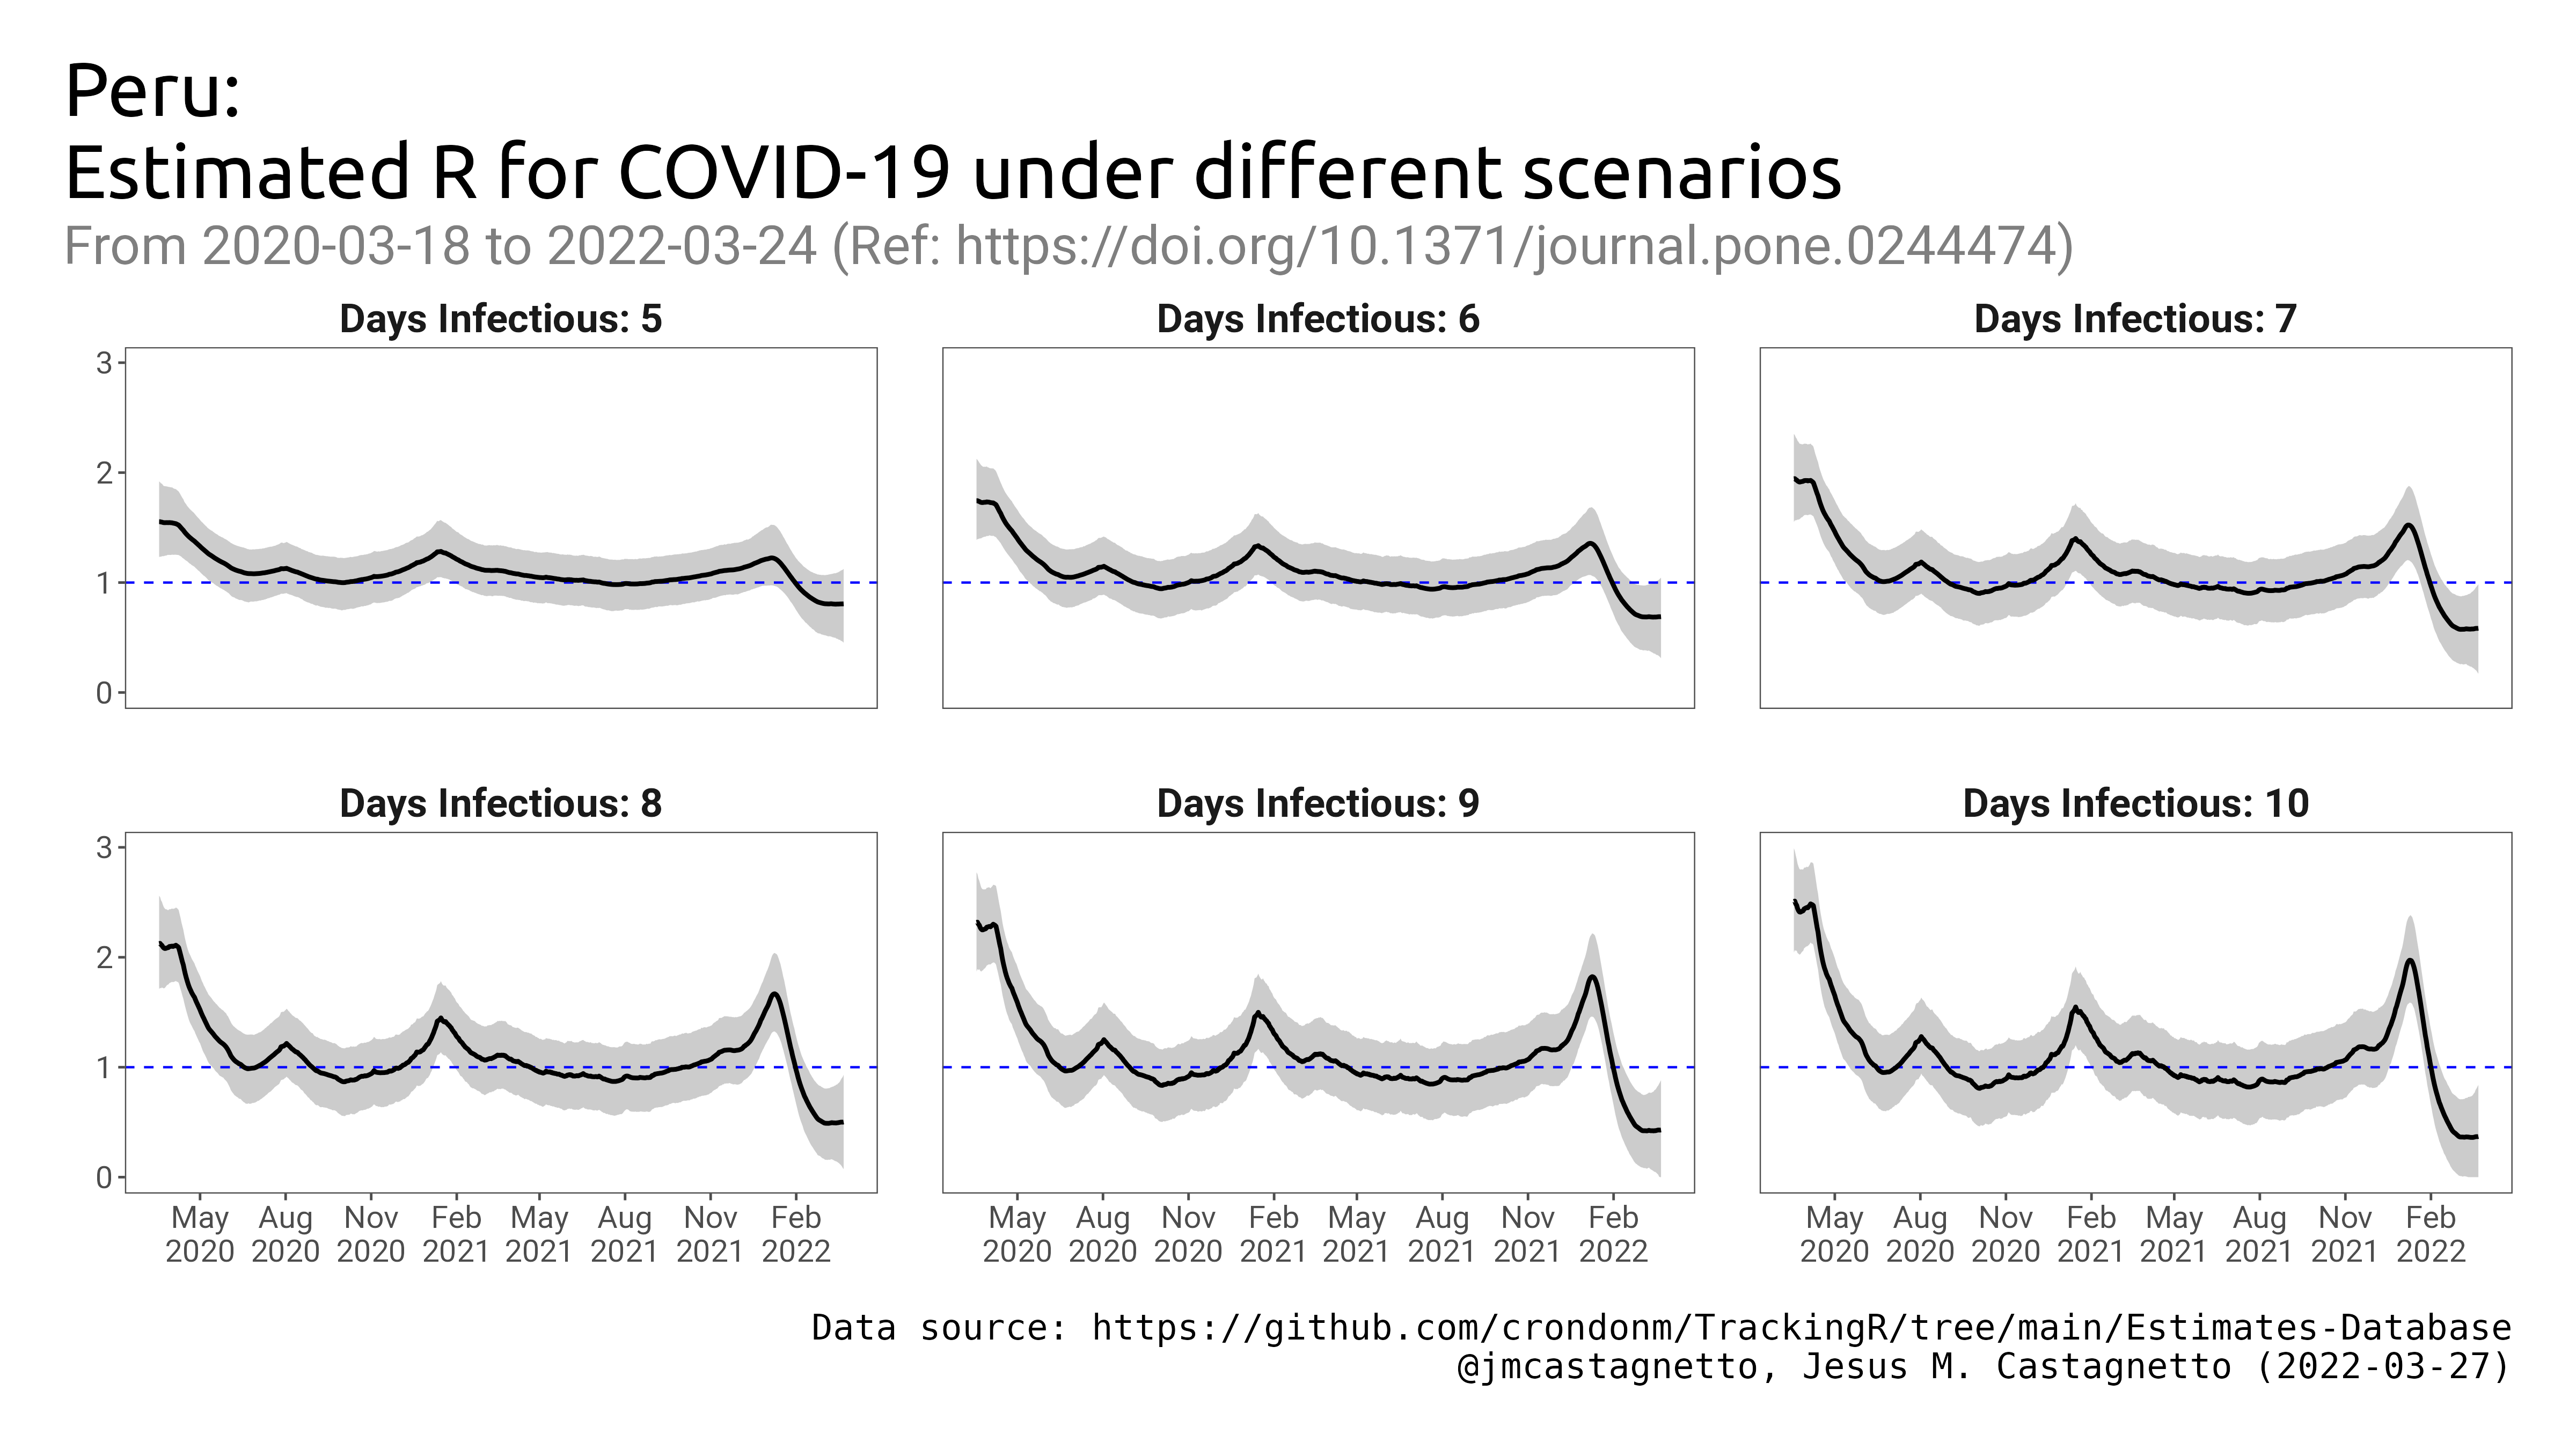 Peru:
Estimated R for COVID-19 under different scenarios
From 2020-03-18 to 2022-03-24 (Ref: https://doi.org/10.1371/journal.pone.0244474)
Days Infectious: 5
Days Infectious: 6
Days Infectious: 7
3
2
1
0
Days Infectious: 8
Days Infectious: 9
Days Infectious: 10
3
2
1
0
May Aug Nov Feb May Aug Nov Feb
2020 2020 2020 2021 2021 2021 2021 2022
May Aug Nov Feb May Aug Nov Feb
2020 2020 2020 2021 2021 2021 2021 2022
May Aug Nov Feb May Aug Nov Feb
2020 2020 2020 2021 2021 2021 2021 2022
Data source: https://github.com/crondonm/TrackingR/tree/main/Estimates-Database
@jmcastagnetto, Jesus M. Castagnetto (2022-03-27)